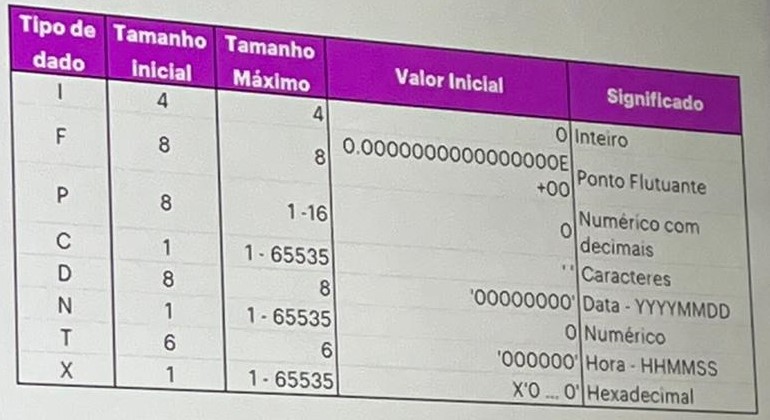 Tipo de dado Tamanho inicial Tamanho Máximo Valor Inicial Significado
I 4 4 0 Inteiro
F 8 8 0.0000000000000000E+00 Ponto Flutuante
P 8 1 -16 0 Numérico com decimais
C 1 1 - 65535 ' ' Caracteres
D 8 8 '00000000' Data - YYYYMMDD
N 1 1 - 65535 0 Numérico
T 6 6 '000000' Hora - HHMMSS
X 1 1 - 65535 X'0 ... 0' Hexadecimal